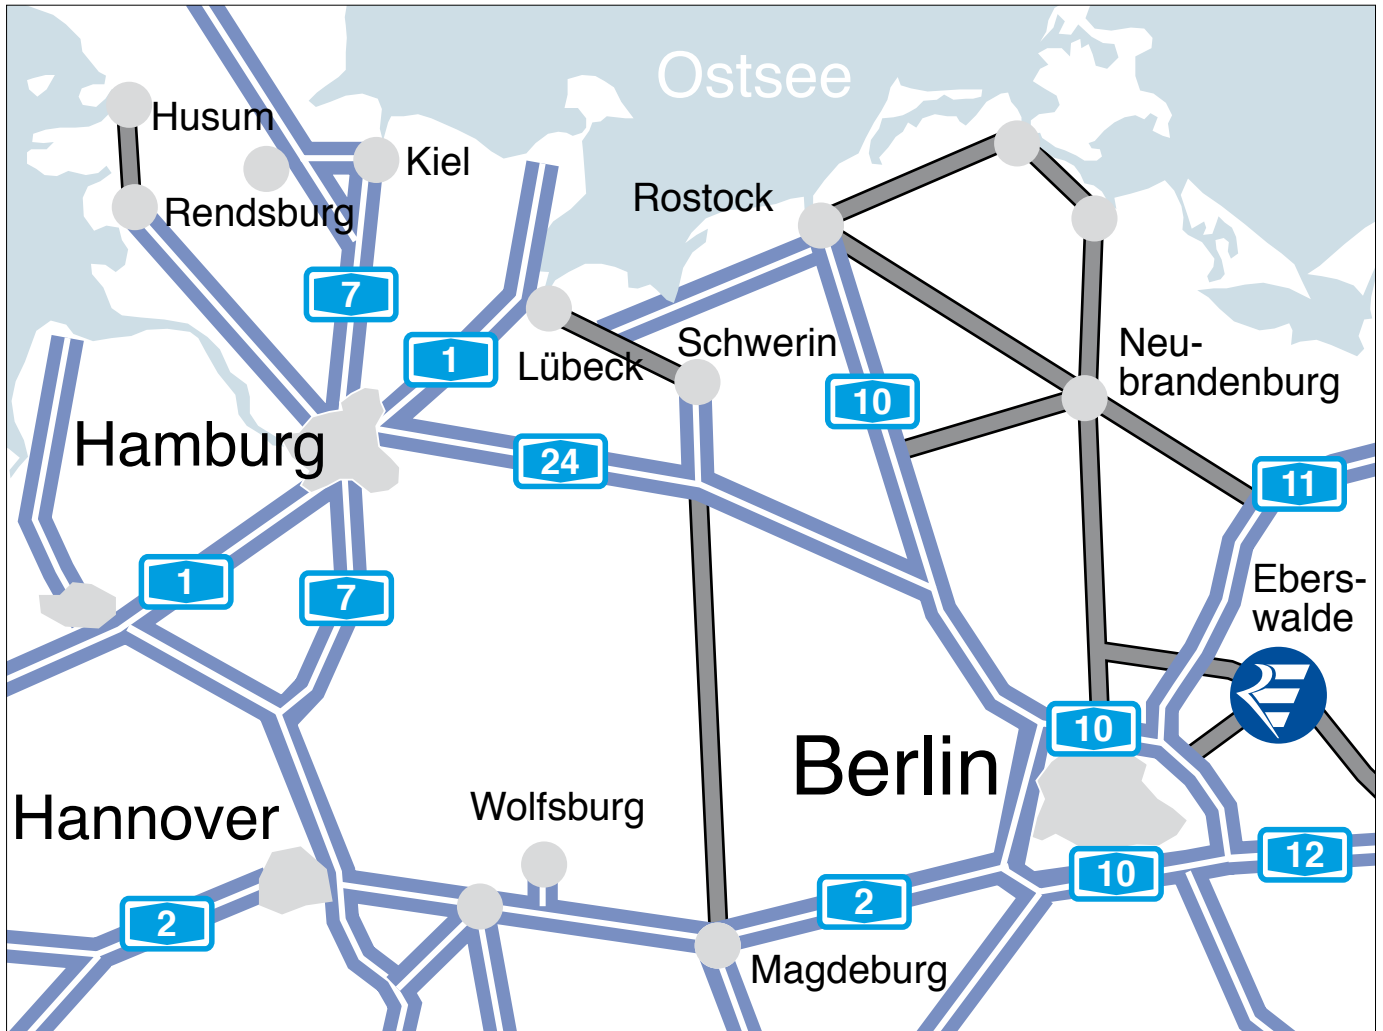 Ostsee
Husum
Kiel
Rostock
Rendsburg
7
Schwerin
Neu-
brandenburg
1
Lübeck
10
Hamburg
24
11
1
7
Ebers-
walde
RE
10
Berlin
Wolfsburg
Hannover
12
10
2
2
Magdeburg